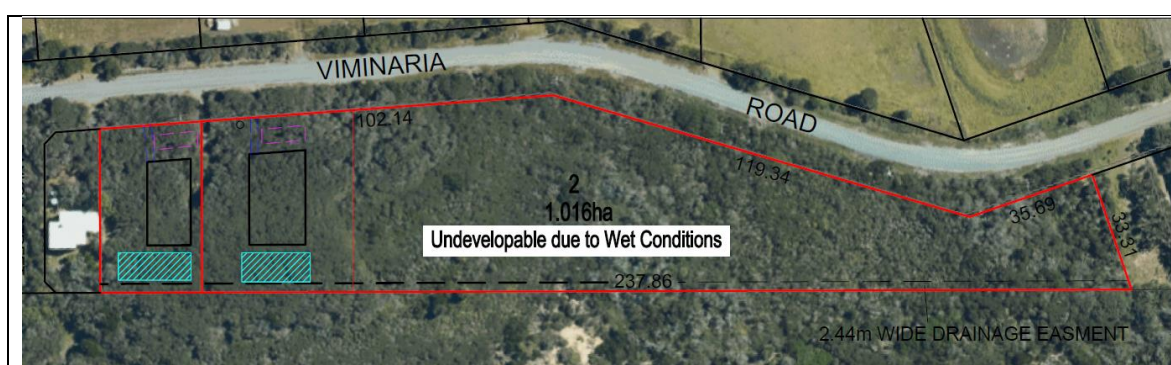 VIMINARIA
ROAD
102.14
119.34
2
1.016ha
35.69
33.31
Undevelopable due to Wet Conditions
237.86
2.44m WIDE DRAINAGE EASMENT